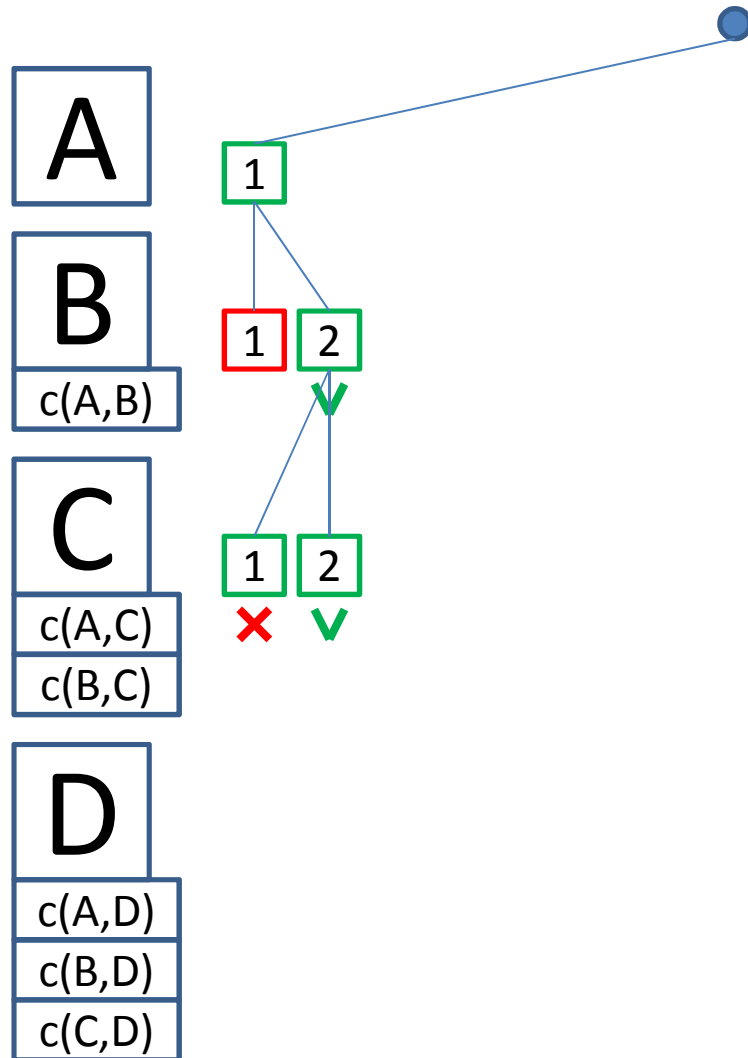 A
1
B
1 2
c(A,B)
C
1 2
c(A,C)
c(B,C)
D
c(A,D)
c(B,D)
c(C,D)